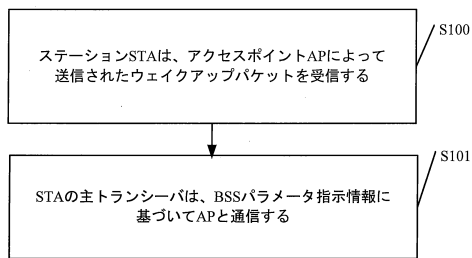 S100
ステーションSTAは、アクセスポイントAPによって
送信されたウェイクアップパケットを受信する
S101
STAの主トランシーバは、BSSパラメータ指示情報に
基づいてAPと通信する